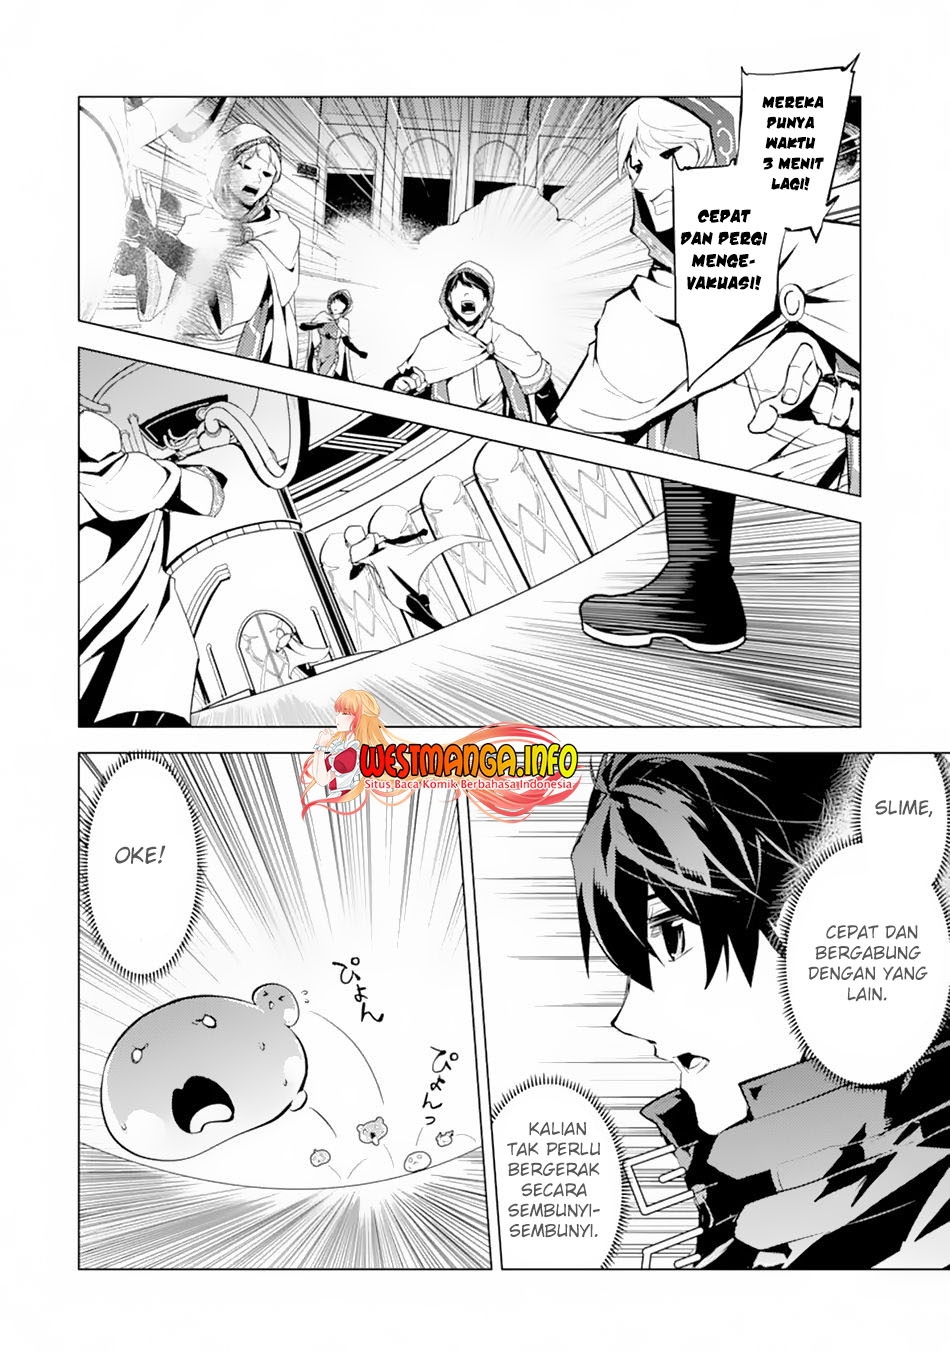 MEREKA
PUNYA
WAKTU
3 MENIT
LAGI!
CEPAT
DAN PERGI
MENGE-
VAKUASI!
WESTMANGA.INFO
Situs Baca Komik Berbahasa Indonesia
SLIME,
CEPAT DAN
BERGABUNG
DENGAN YANG
LAIN.
KALIAN
TAK PERLU
BERGERAK
SECARA
SEMBUNYI-
SEMBUNYI.
OKE!
ぴょん
ぴょんっ